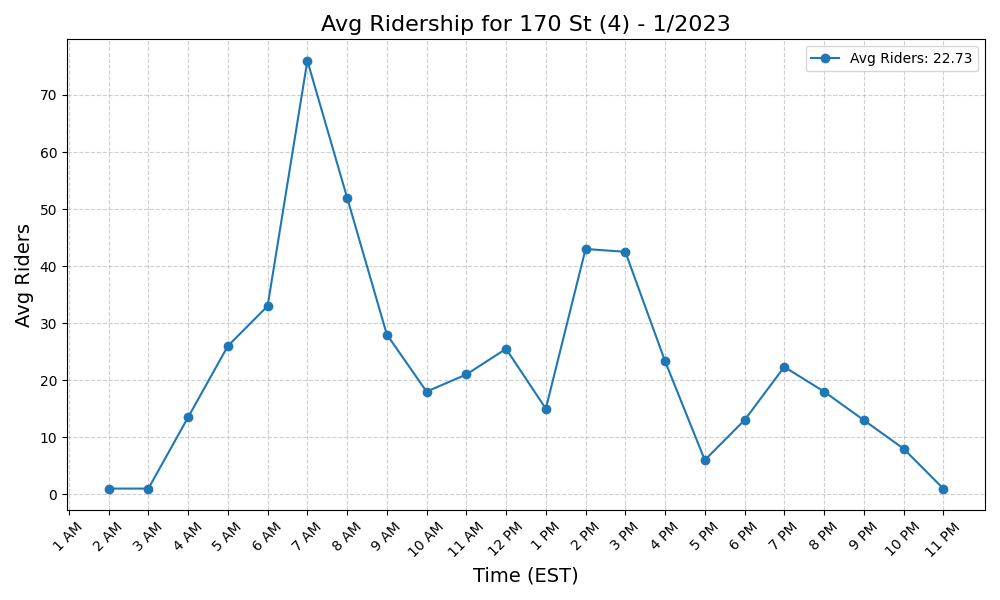 Avg Ridership for 170 St (4) - 1/2023
Avg Riders: 22.73
Avg Riders
70
60
50
40
30
20
10
0
1 AM
2 AM
3 AM
4 AM
5 AM
6 AM
7 AM
8 AM
9 AM
10 AM
11 AM
12 PM
1 PM
2 PM
3 PM
4 PM
5 PM
6 PM
7 PM
8 PM
9 PM
10 PM
11 PM
Time (EST)